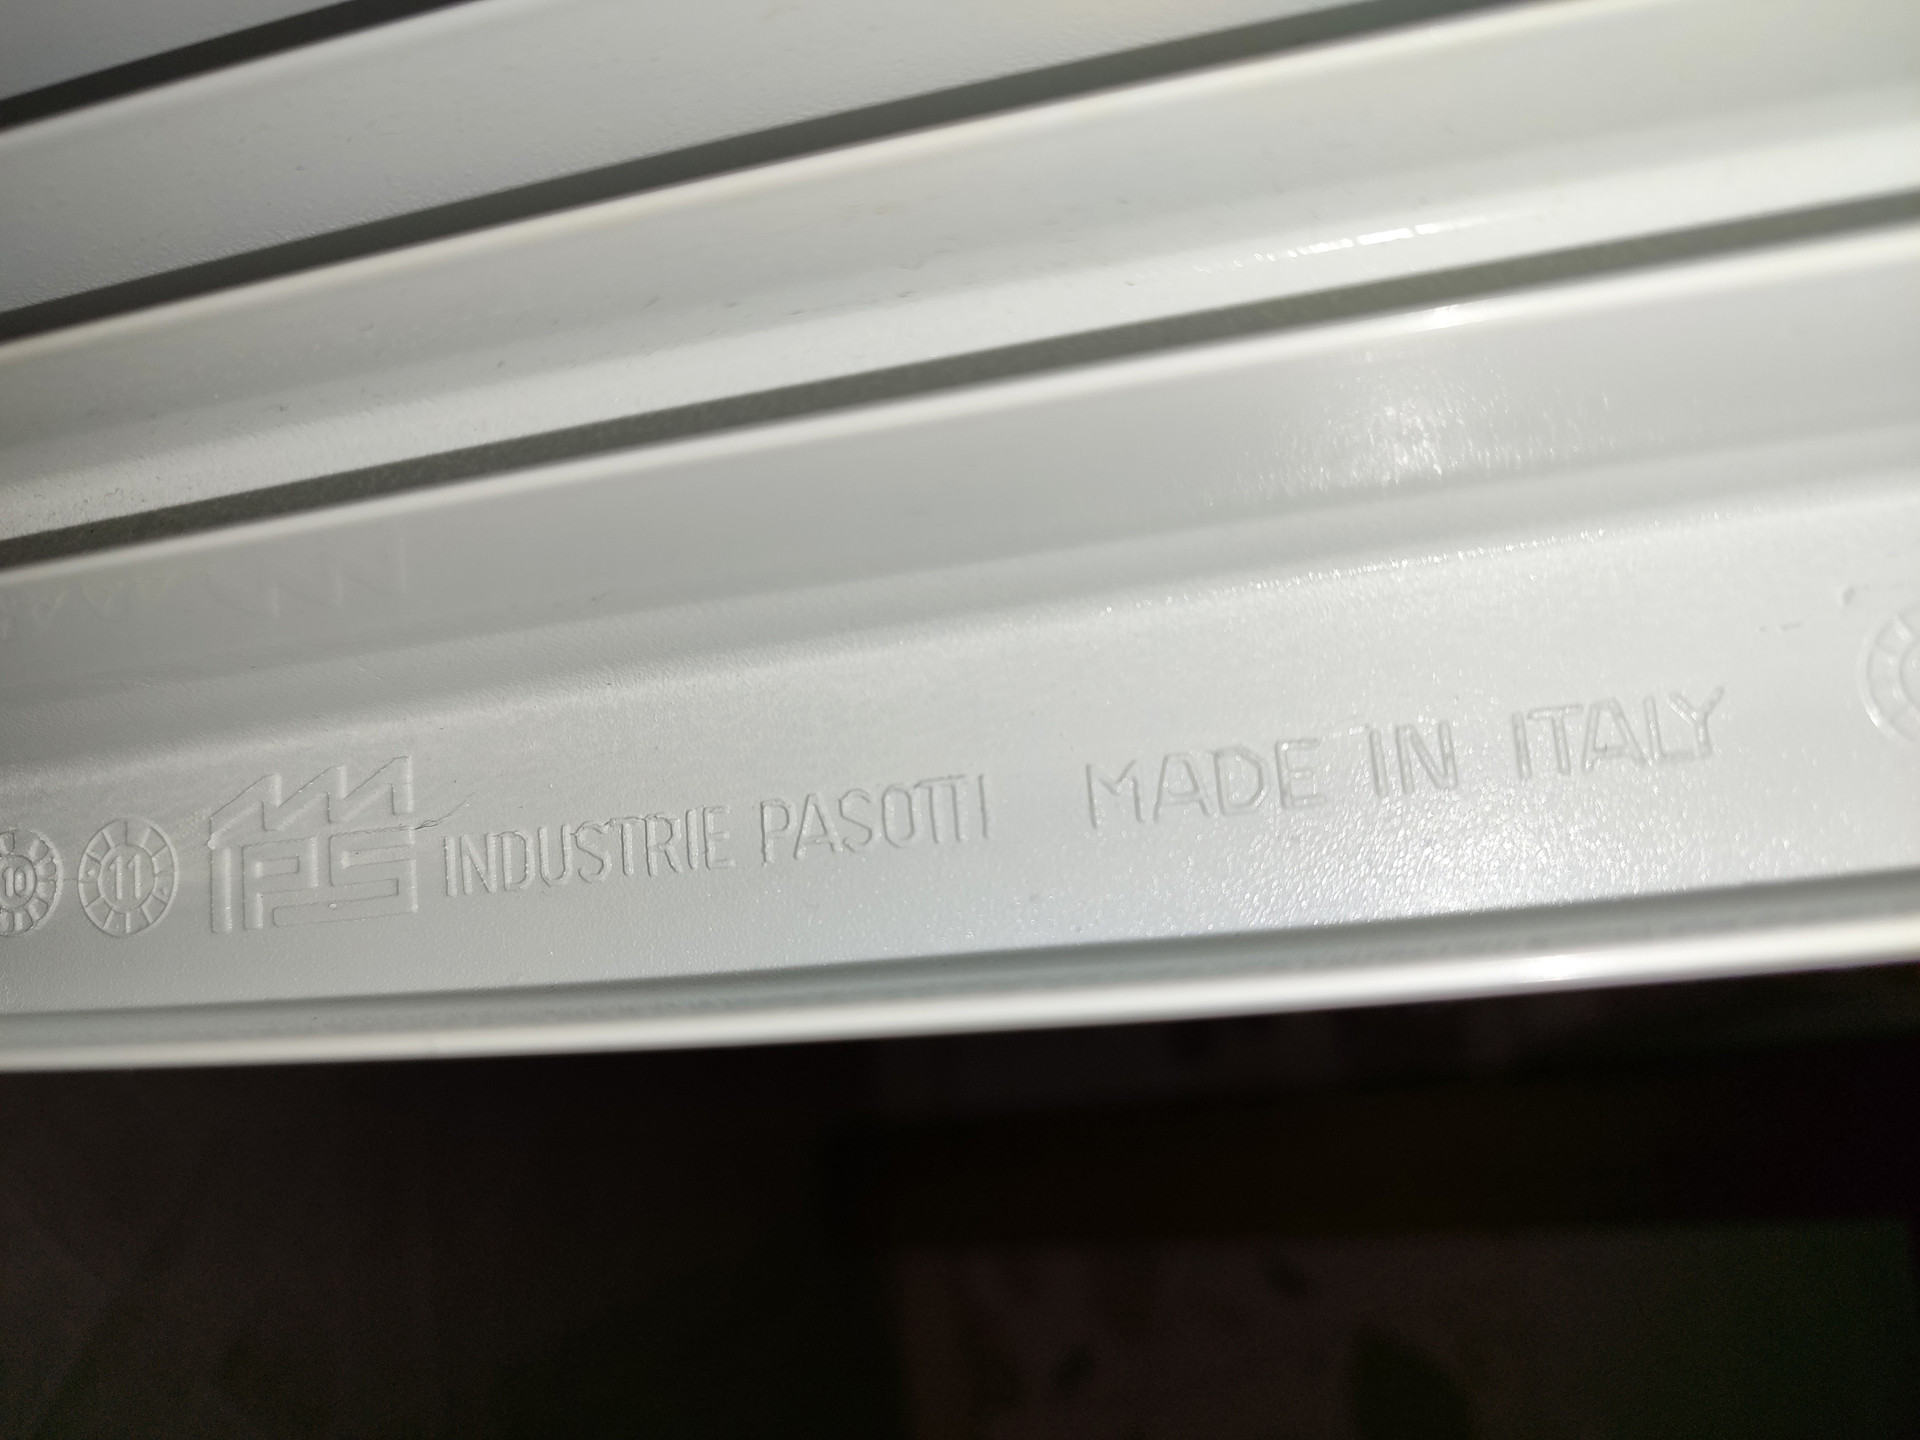 10 11 IPS INDUSTRIE PASOTTI MADE IN ITALY